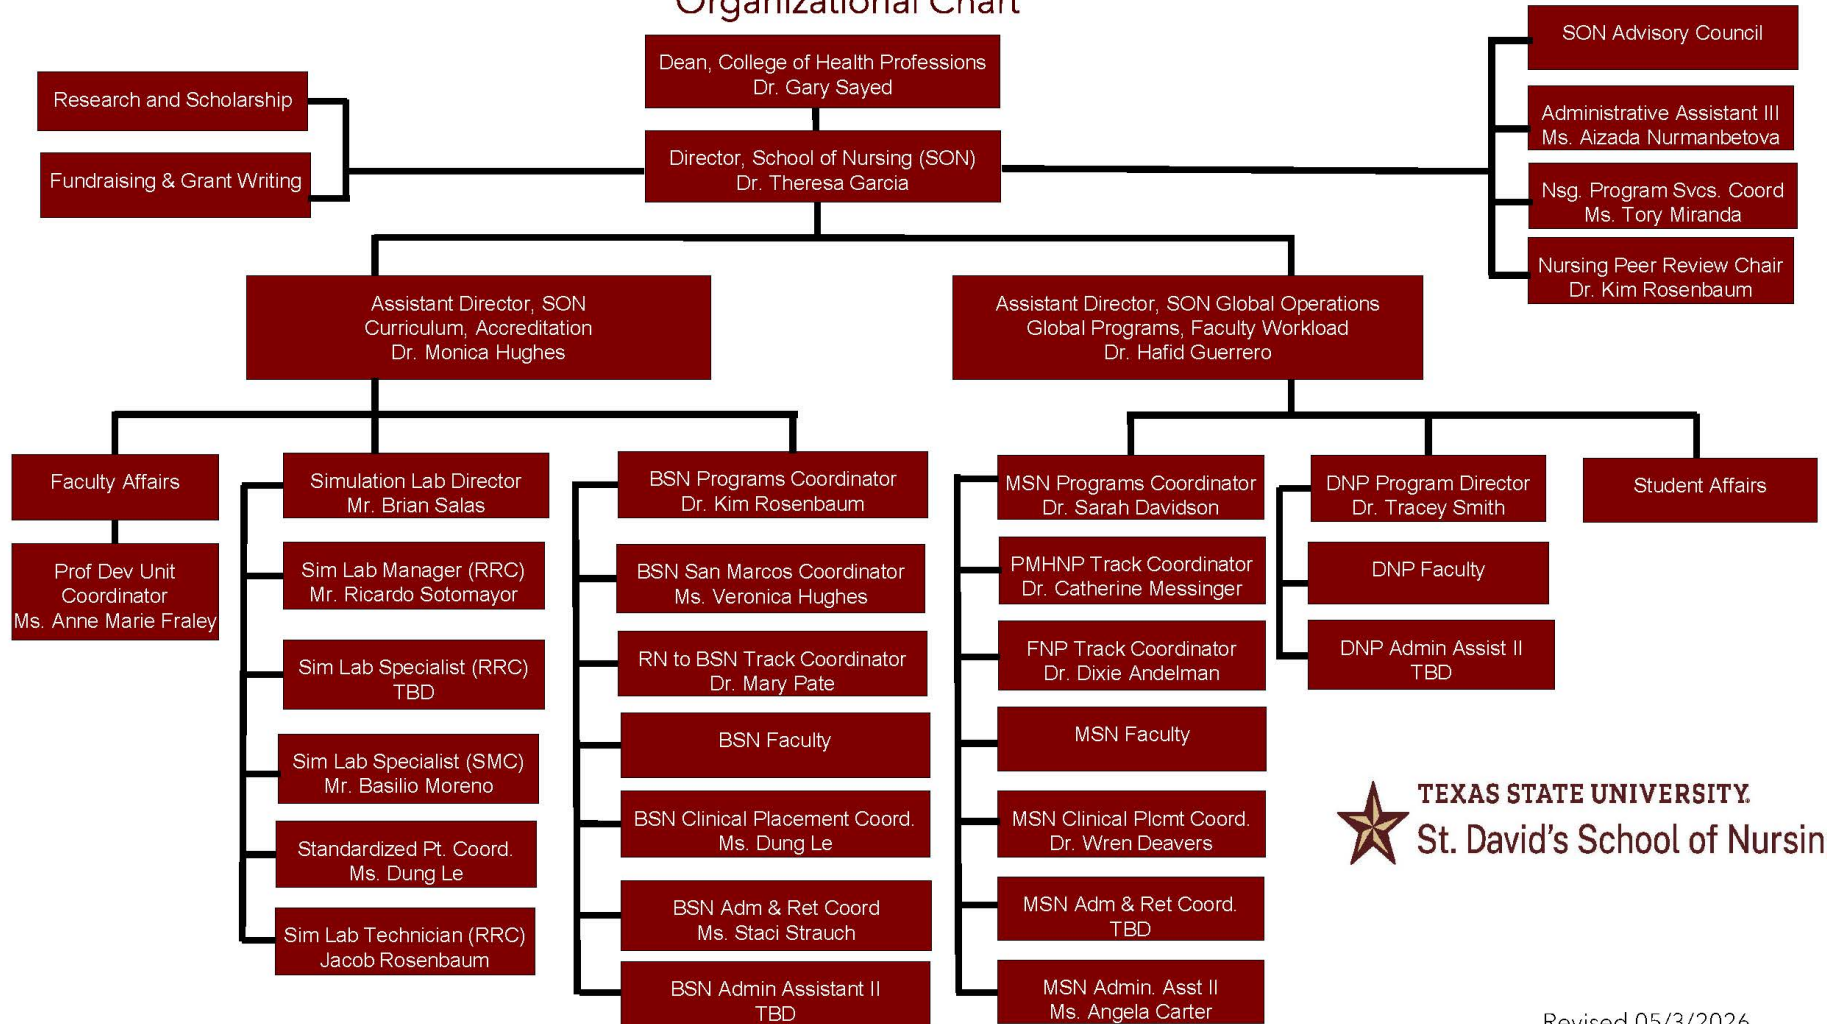 Organizational Chart
Dean, College of Health Professions
Dr. Gary Sayed
Research and Scholarship
Fundraising & Grant Writing
Director, School of Nursing (SON)
Dr. Theresa Garcia
SON Advisory Council
Administrative Assistant III
Ms. Aizada Nurmanbetova
Nsg. Program Svcs. Coord
Ms. Tory Miranda
Nursing Peer Review Chair
Dr. Kim Rosenbaum
Assistant Director, SON
Curriculum, Accreditation
Dr. Monica Hughes
Assistant Director, SON Global Operations
Global Programs, Faculty Workload
Dr. Hafid Guerrero
Faculty Affairs
Prof Dev Unit
Coordinator
Ms. Anne Marie Fraley
Simulation Lab Director
Mr. Brian Salas
Sim Lab Manager (RRC)
Mr. Ricardo Sotomayor
Sim Lab Specialist (RRC)
TBD
Sim Lab Specialist (SMC)
Mr. Basilio Moreno
Standardized Pt. Coord.
Ms. Dung Le
Sim Lab Technician (RRC)
Jacob Rosenbaum
BSN Programs Coordinator
Dr. Kim Rosenbaum
BSN San Marcos Coordinator
Ms. Veronica Hughes
RN to BSN Track Coordinator
Dr. Mary Pate
BSN Faculty
BSN Clinical Placement Coord.
Ms. Dung Le
BSN Adm & Ret Coord
Ms. Staci Strauch
BSN Admin Assistant II
TBD
MSN Programs Coordinator
Dr. Sarah Davidson
PMHNP Track Coordinator
Dr. Catherine Messinger
FNP Track Coordinator
Dr. Dixie Andelman
MSN Faculty
MSN Clinical Plcmt Coord.
Dr. Wren Deavers
MSN Adm & Ret Coord.
TBD
MSN Admin. Asst II
Ms. Angela Carter
DNP Program Director
Dr. Tracey Smith
DNP Faculty
DNP Admin Assist II
TBD
Student Affairs
TEXAS STATE UNIVERSITY.
St. David's School of Nursin
Revised 05/3/2026